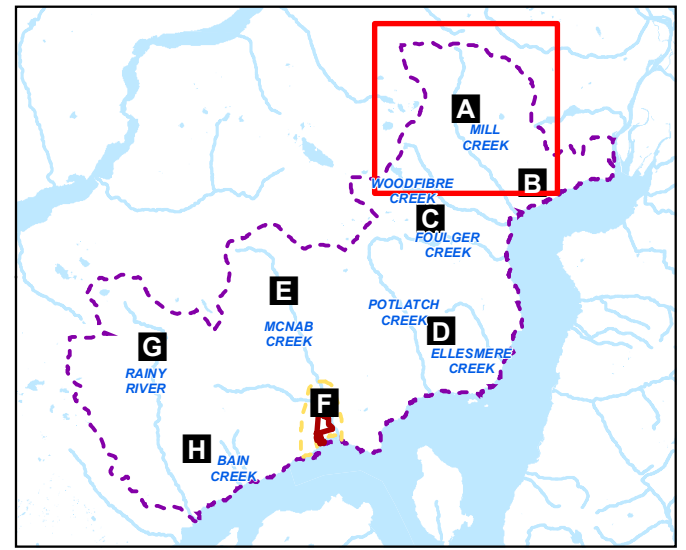 A
MILL
CREEK
B
WOODFIBRE
CREEK
C
FOULGER
CREEK
E
POTLATCH
CREEK
MCNAB
CREEK
D
ELLESMERE
CREEK
G
RAINY
RIVER
F
H
BAIN
CREEK